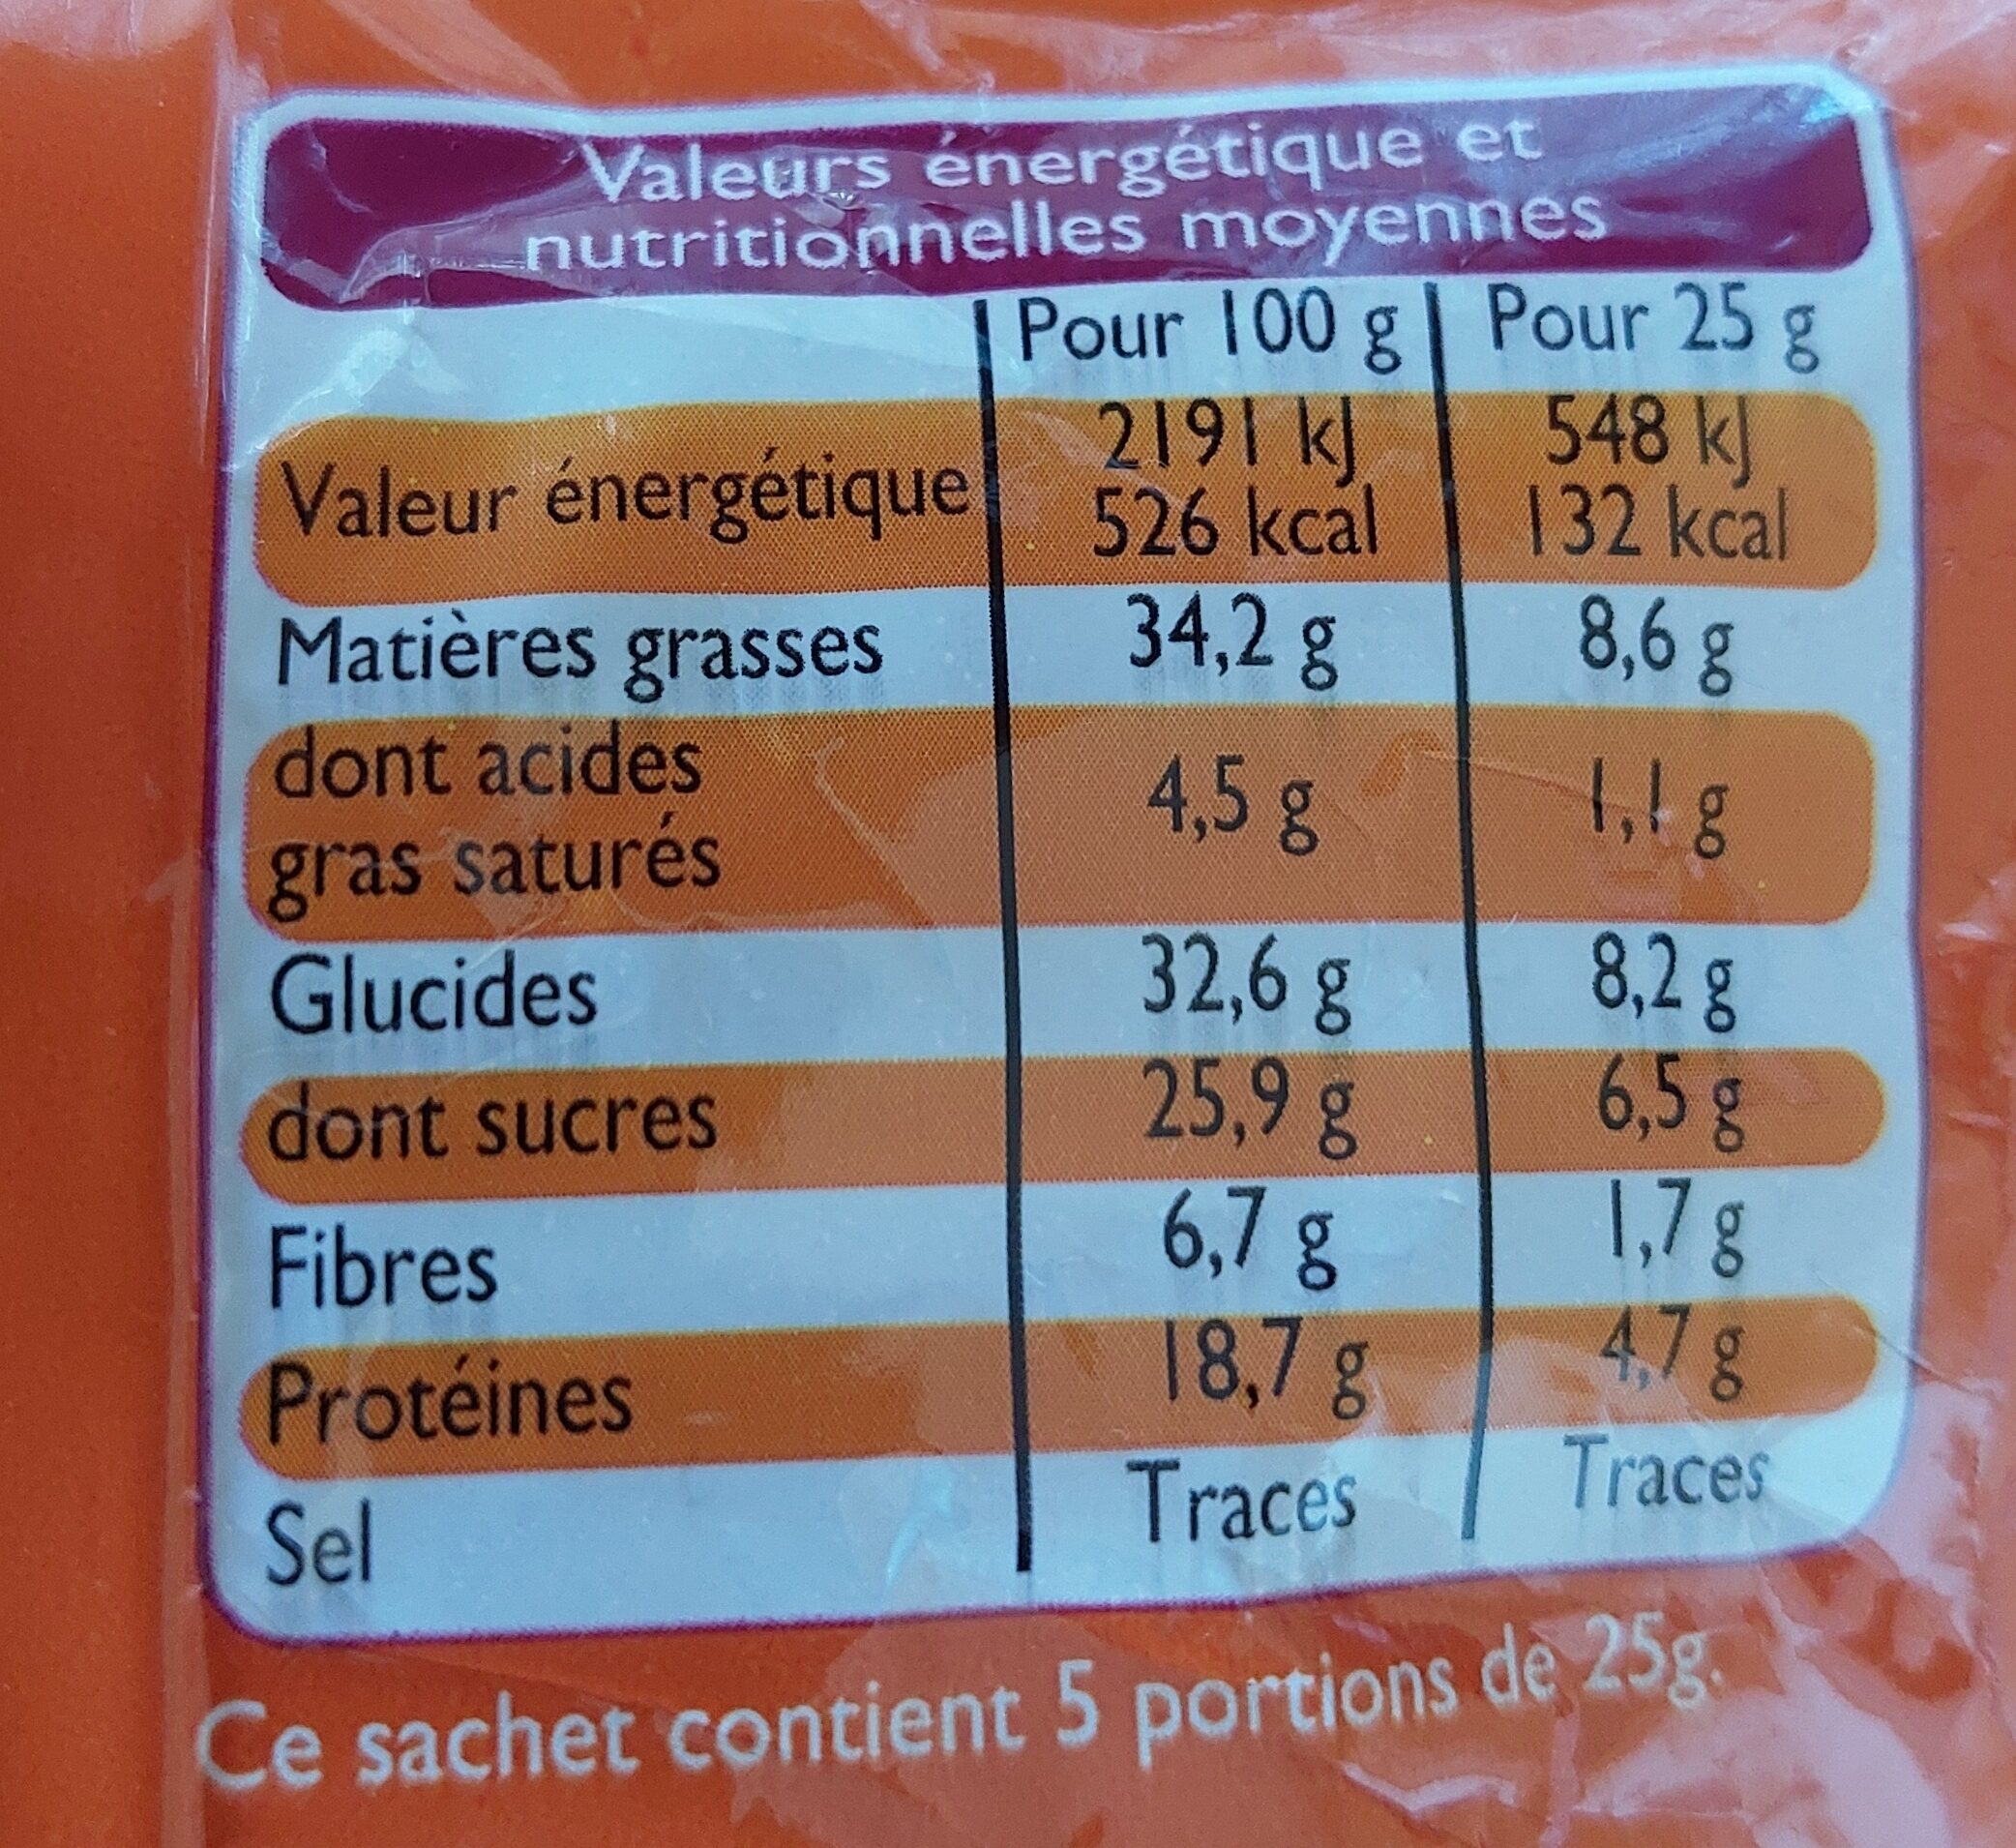 Valeurs énergétique et
nutritionnelles moyennes
Pour 100 g Pour 25 g
Valeur énergétique 2191 kJ 548 kJ
526 kcal 132 kcal
Matières grasses 34,2 g 8,6 g
dont acides
gras saturés 4,5 g 1,1 g
Glucides 32,6 g 8,2 g
dont sucres 25,9 g 6,5 g
Fibres 6,7 g 1,7 g
Protéines 18,7 g 4,7 g
Sel Traces Traces
Ce sachet contient 5 portions de 25g.